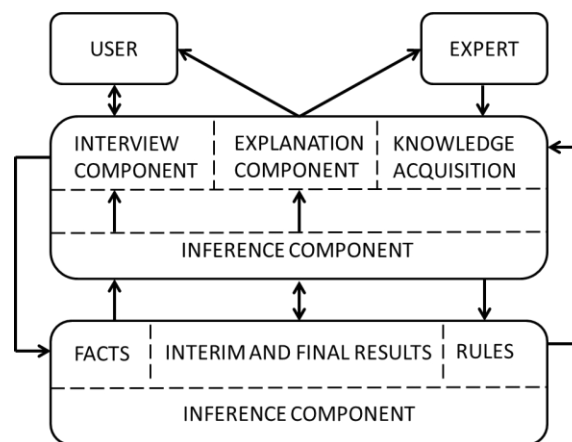 USER
EXPERT
INTERVIEW
COMPONENT
EXPLANATION
COMPONENT
KNOWLEDGE
ACQUISITION
INFERENCE COMPONENT
FACTS
INTERIM AND FINAL RESULTS
RULES
INFERENCE COMPONENT